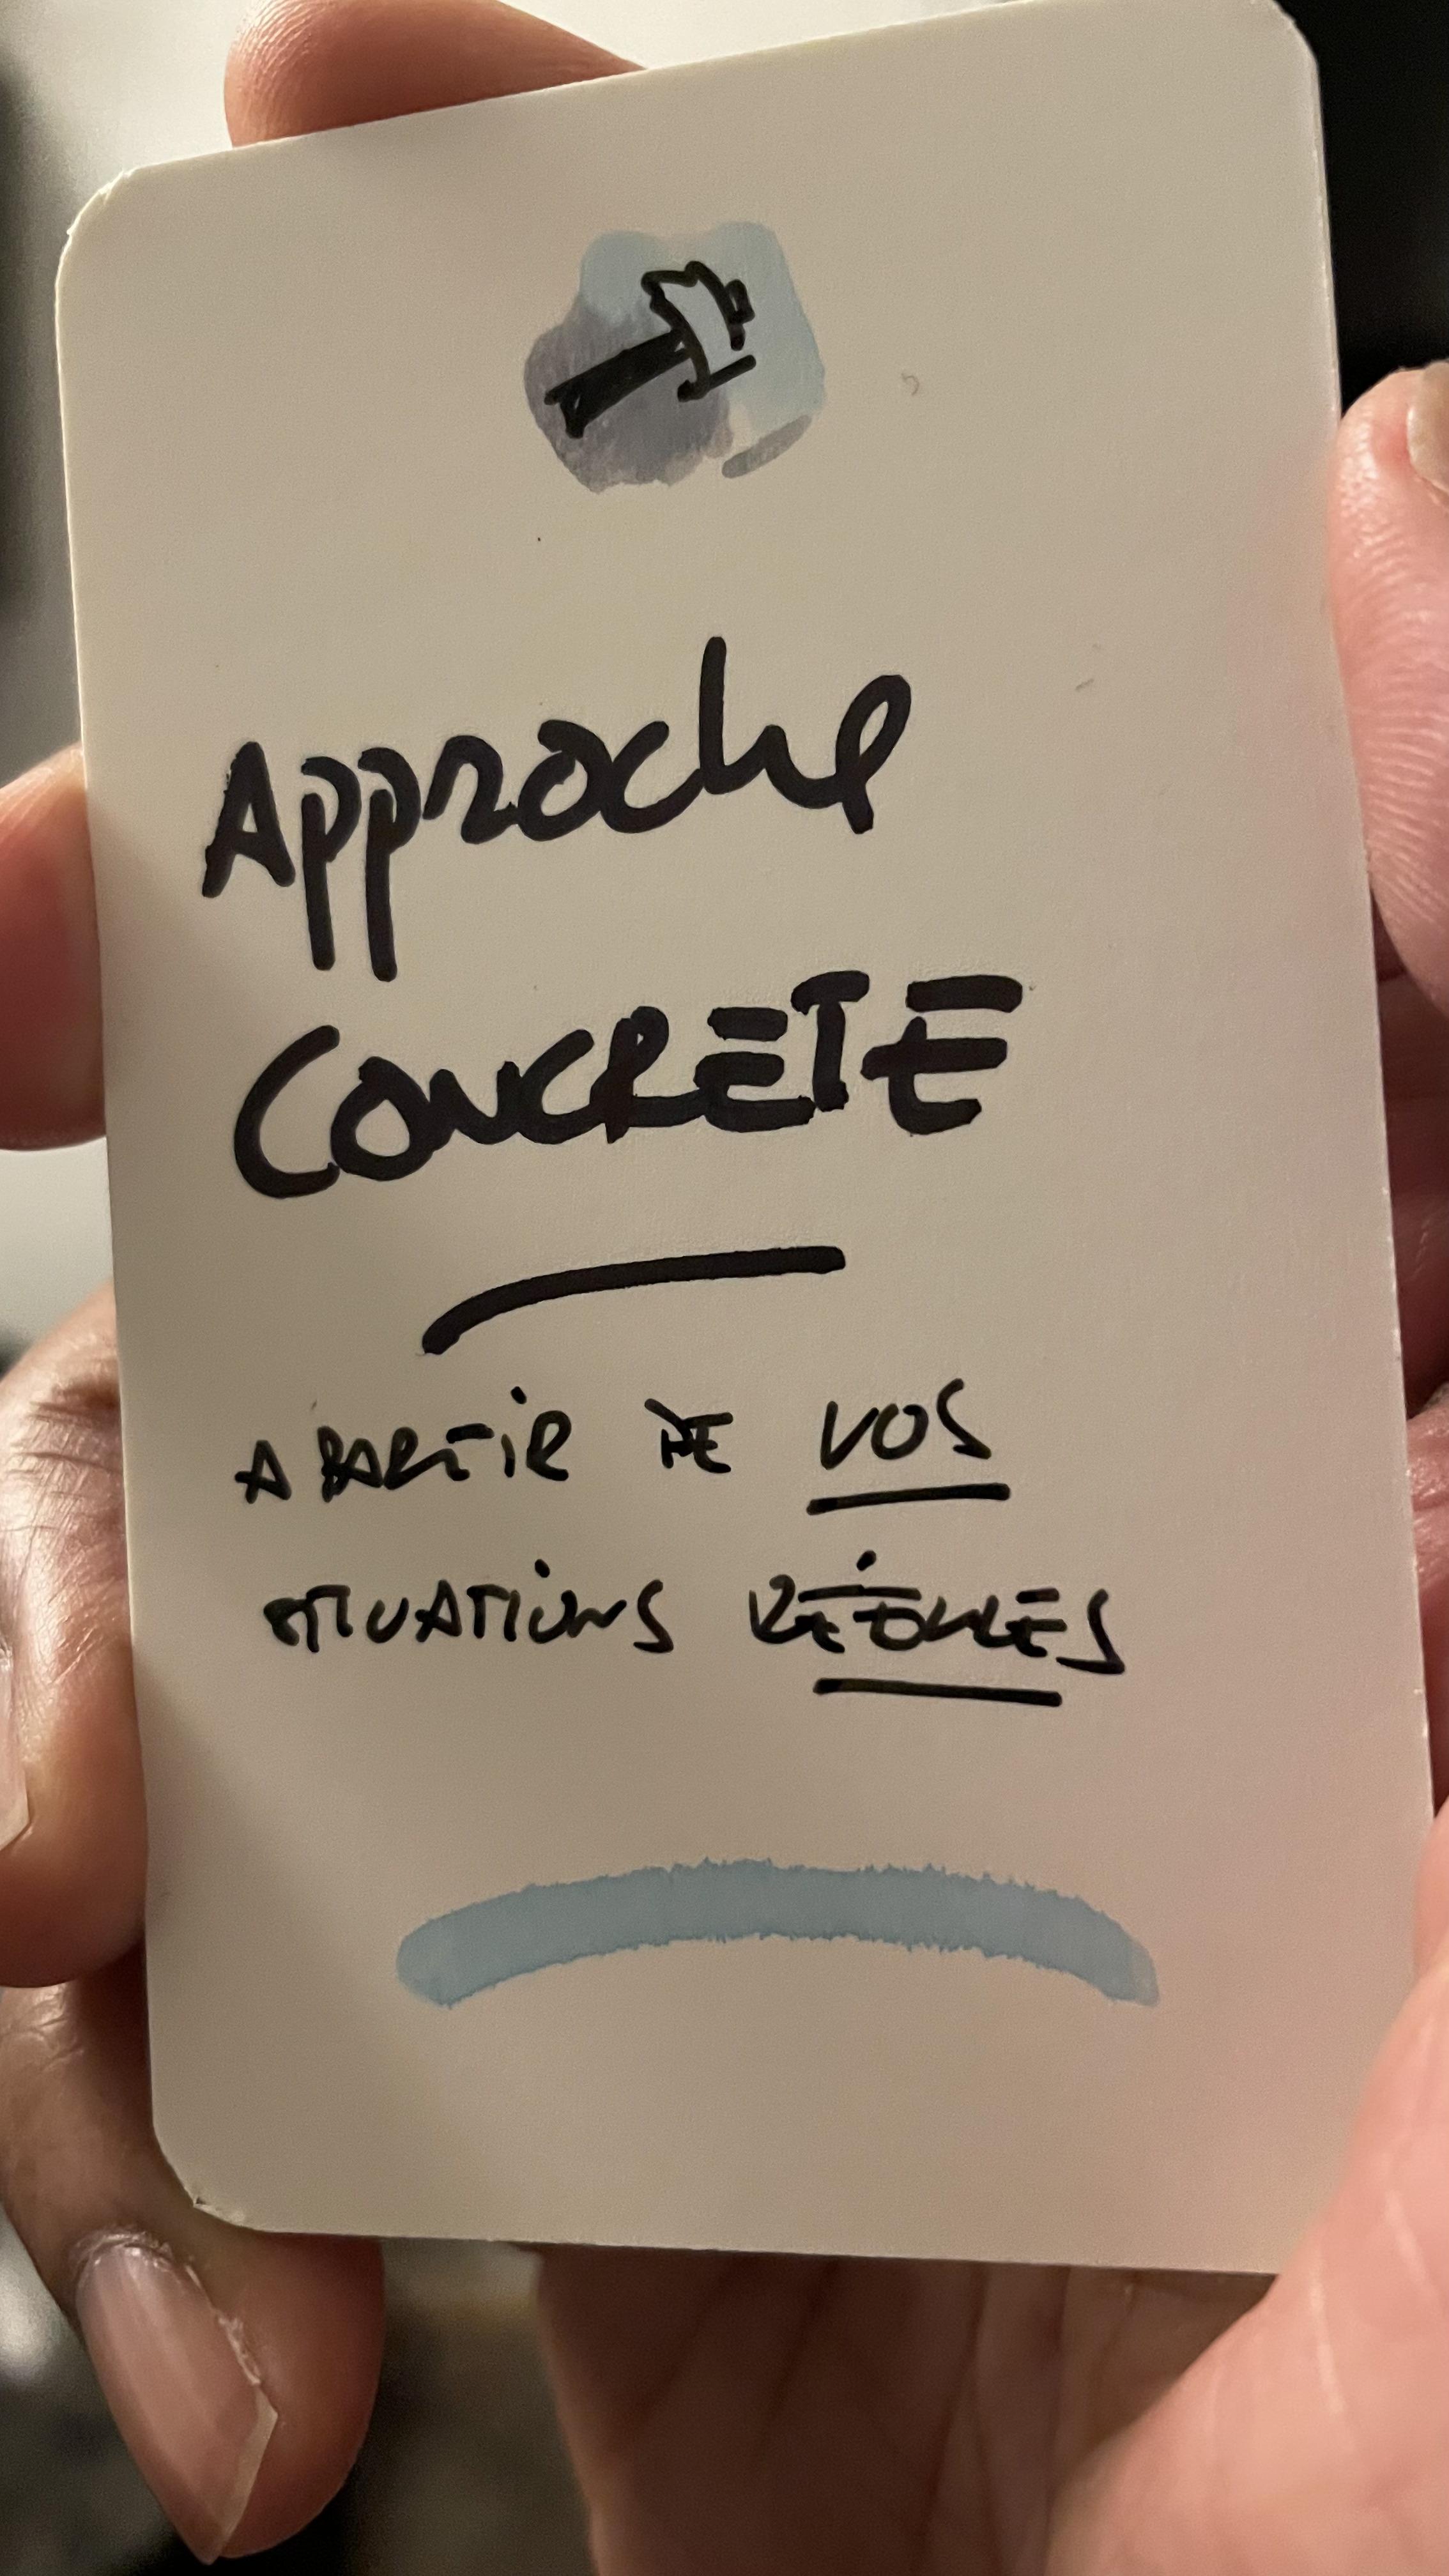 Approche
CONCRETE
A PARTIR DE VOS
SITUATIONS RÉELLES